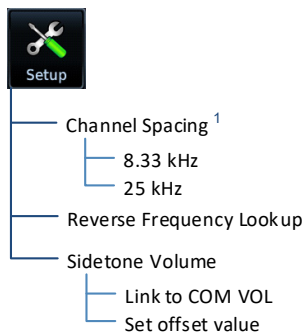 Setup
Channel Spacing 1
8.33 kHz
25 kHz
Reverse Frequency Lookup
Sidetone Volume
Link to COM VOL
Set offset value